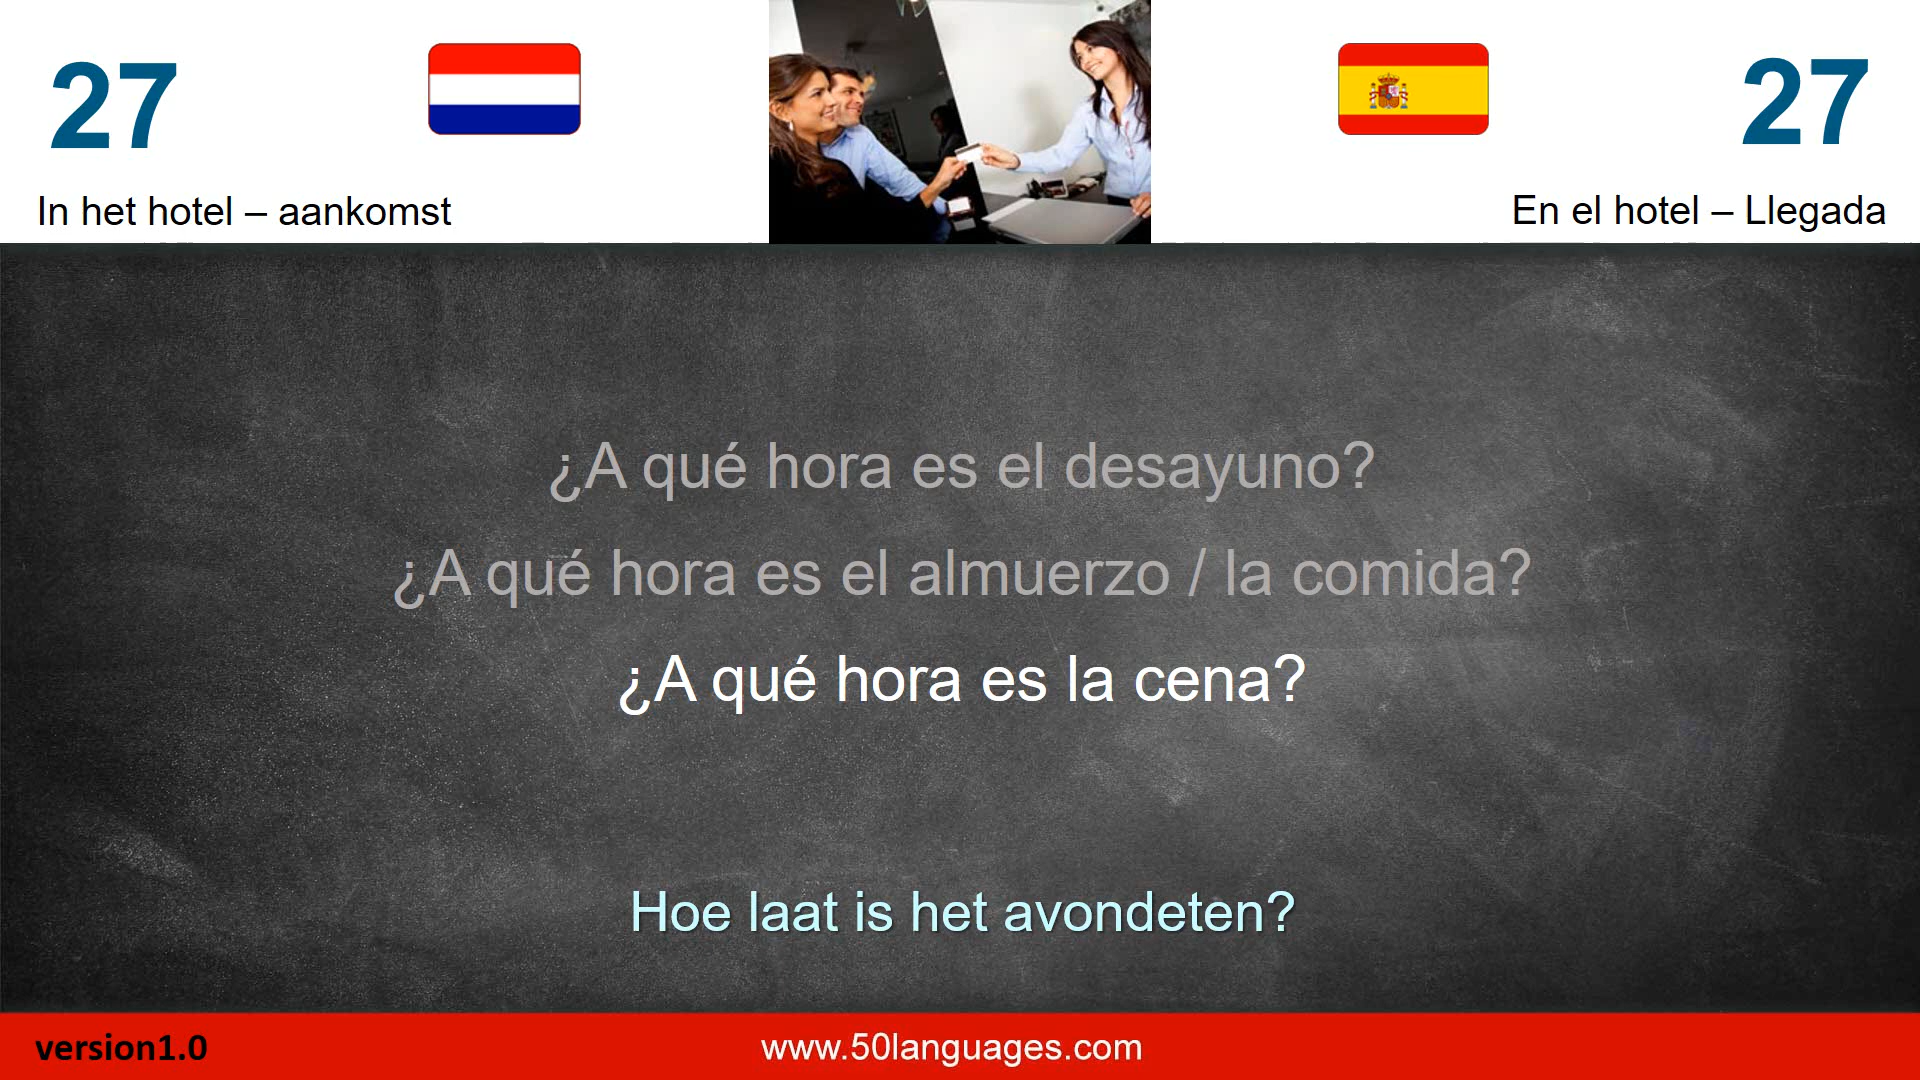 27
27
In het hotel – aankomst
En el hotel – Llegada
¿A qué hora es el desayuno?
¿A qué hora es el almuerzo / la comida?
¿A qué hora es la cena?
Hoe laat is het avondeten?
version1.0
www.50languages.com